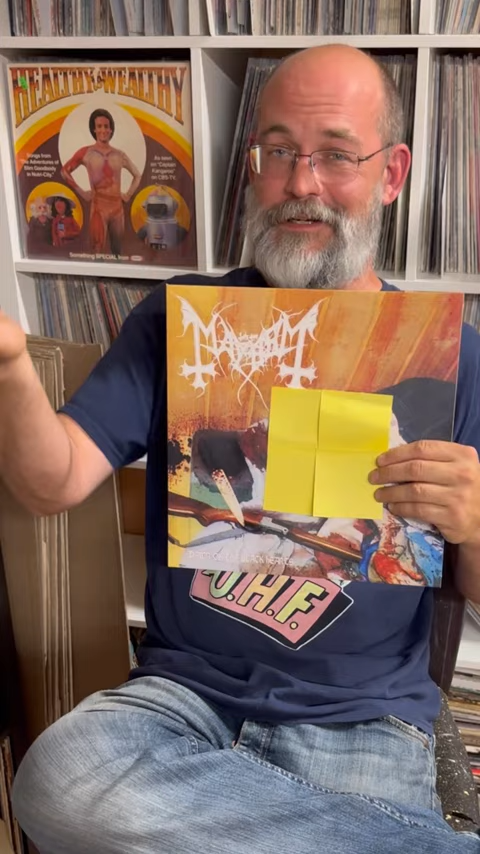 HEALTHY & WEALTHY
Songs from
"The Adventures of
Slim Goodbody
in Nutri City."
As seen
on "Captain
Kangaroo"
on CBS-TV.
Something SPECIAL from
MAYHEM
U.H.F.